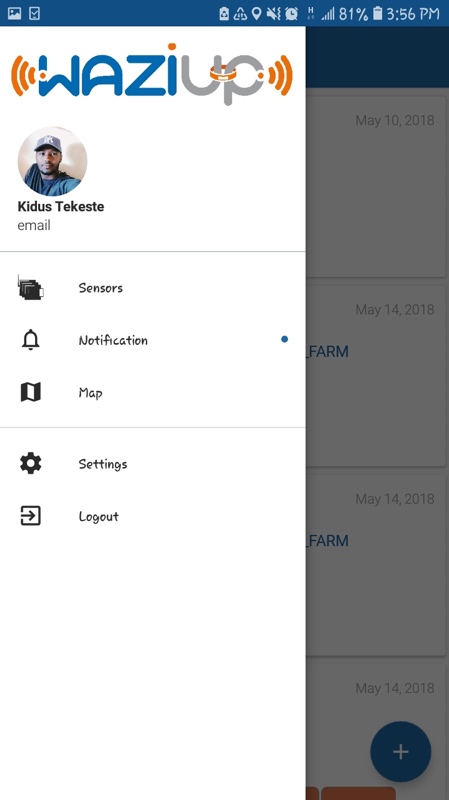 81% 3:56 PM
WAZIUP
May 10, 2018
Kidus Tekeste
email
Sensors
May 14, 2018
Notification
_FARM
Map
Settings
May 14, 2018
Logout
_FARM
May 14, 2018
+